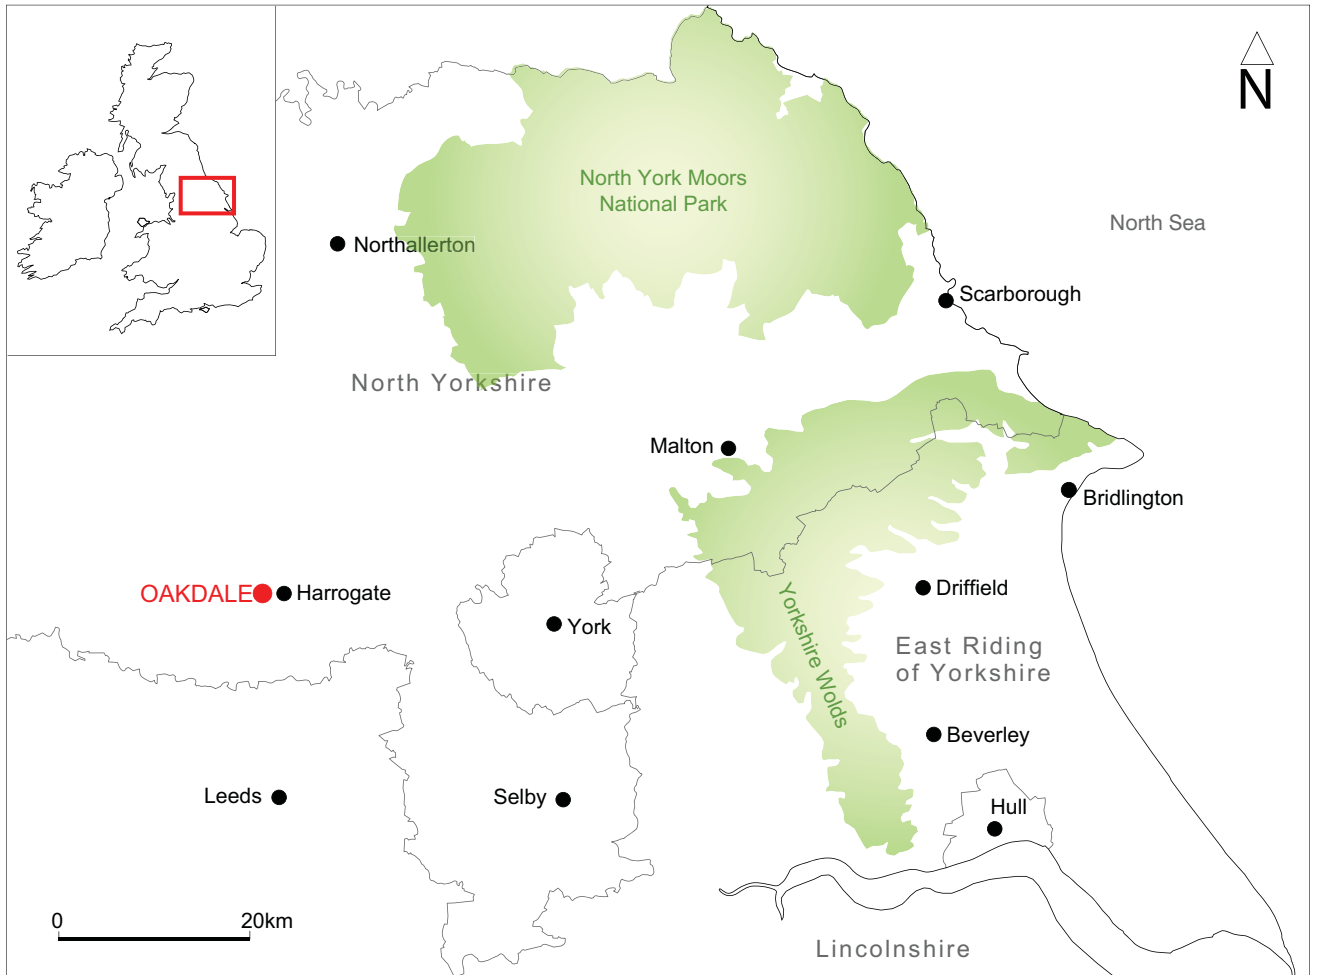 N
North York Moors
National Park
North Sea
Northallerton
Scarborough
North Yorkshire
Malton
Bridlington
OAKDALE
Harrogate
Driffield
York
Yorkshire Wolds
East Riding
of Yorkshire
Beverley
Leeds
Selby
Hull
0 20km
Lincolnshire